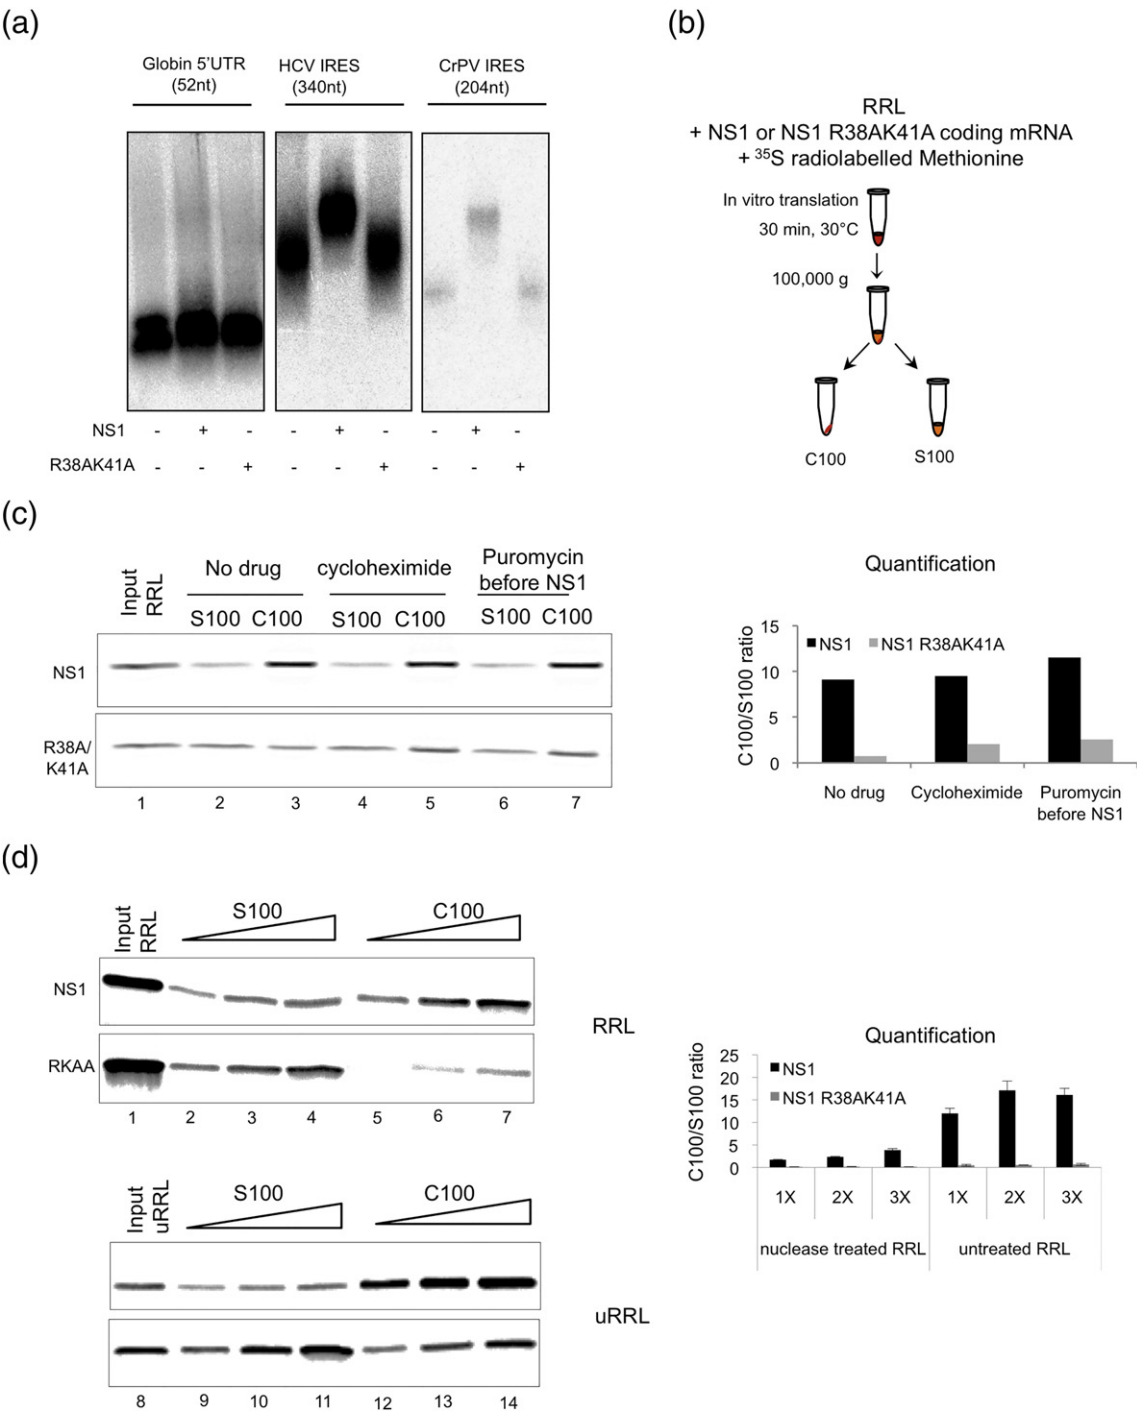 (a)
Globin 5'UTR
(52nt)
HCV IRES
(340nt)
CrPV IRES
(204nt)
NS1 - + - - + - - + -
R38AK41A - - + - - + - - +
(b)
RRL
+ NS1 or NS1 R38AK41A coding mRNA
+ 35S radiolabelled Methionine
In vitro translation
30 min, 30°C
100,000 g
C100 S100
(c)
Input
RRL
No drug
cycloheximide
Puromycin
before NS1
S100 C100 S100 C100 S100 C100
NS1
R38A/
K41A
1 2 3 4 5 6 7
Quantification
C100/S100 ratio
15
10
5
0
NS1 NS1 R38AK41A
No drug Cycloheximide Puromycin
before NS1
(d)
Input
RRL
S100 C100
NS1
RKAA
1 2 3 4 5 6 7
RRL
Input
uRRL
S100 C100
8 9 10 11 12 13 14
uRRL
Quantification
C100/S100 ratio
25
20
15
10
5
0
NS1
NS1 R38AK41A
1X 2X 3X 1X 2X 3X
nuclease treated RRL untreated RRL